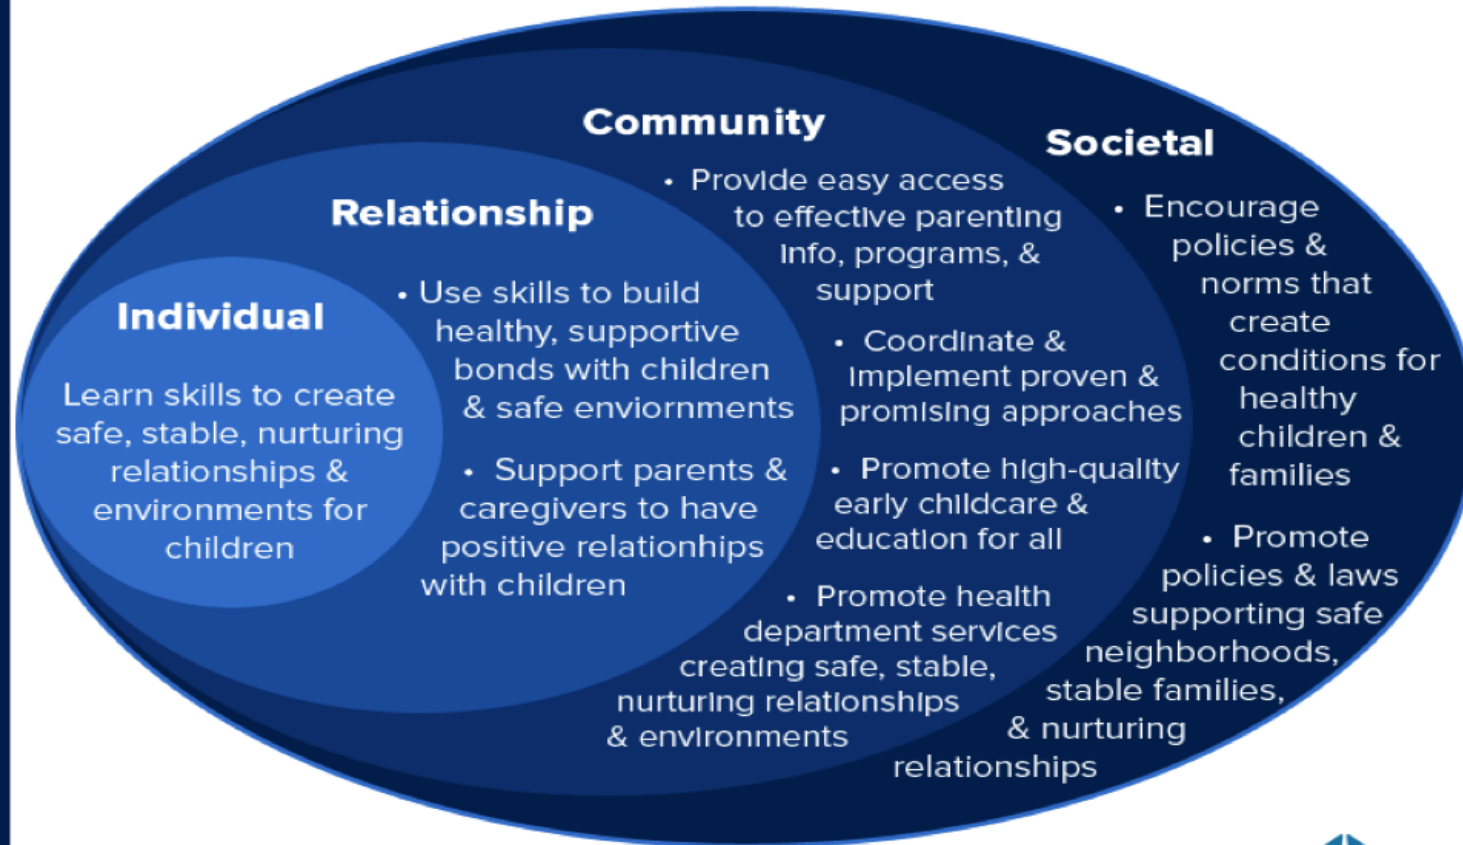 Individual
Learn skills to create
safe, stable, nurturing
relationships &
environments for
children
Relationship
• Use skills to build
healthy, supportive
bonds with children
& safe enviornments
• Support parents &
caregivers to have
positive relationhips
with children
Community
• Provide easy access
to effective parenting
info, programs, &
support
• Coordinate &
implement proven &
promising approaches
• Promote high-quality
early childcare &
education for all
• Promote health
department services
creating safe, stable,
nurturing relationships
& environments
Societal
• Encourage
policies &
norms that
create
conditions for
healthy
children &
families
• Promote
policies & laws
supporting safe
neighborhoods,
stable families,
& nurturing
relationships